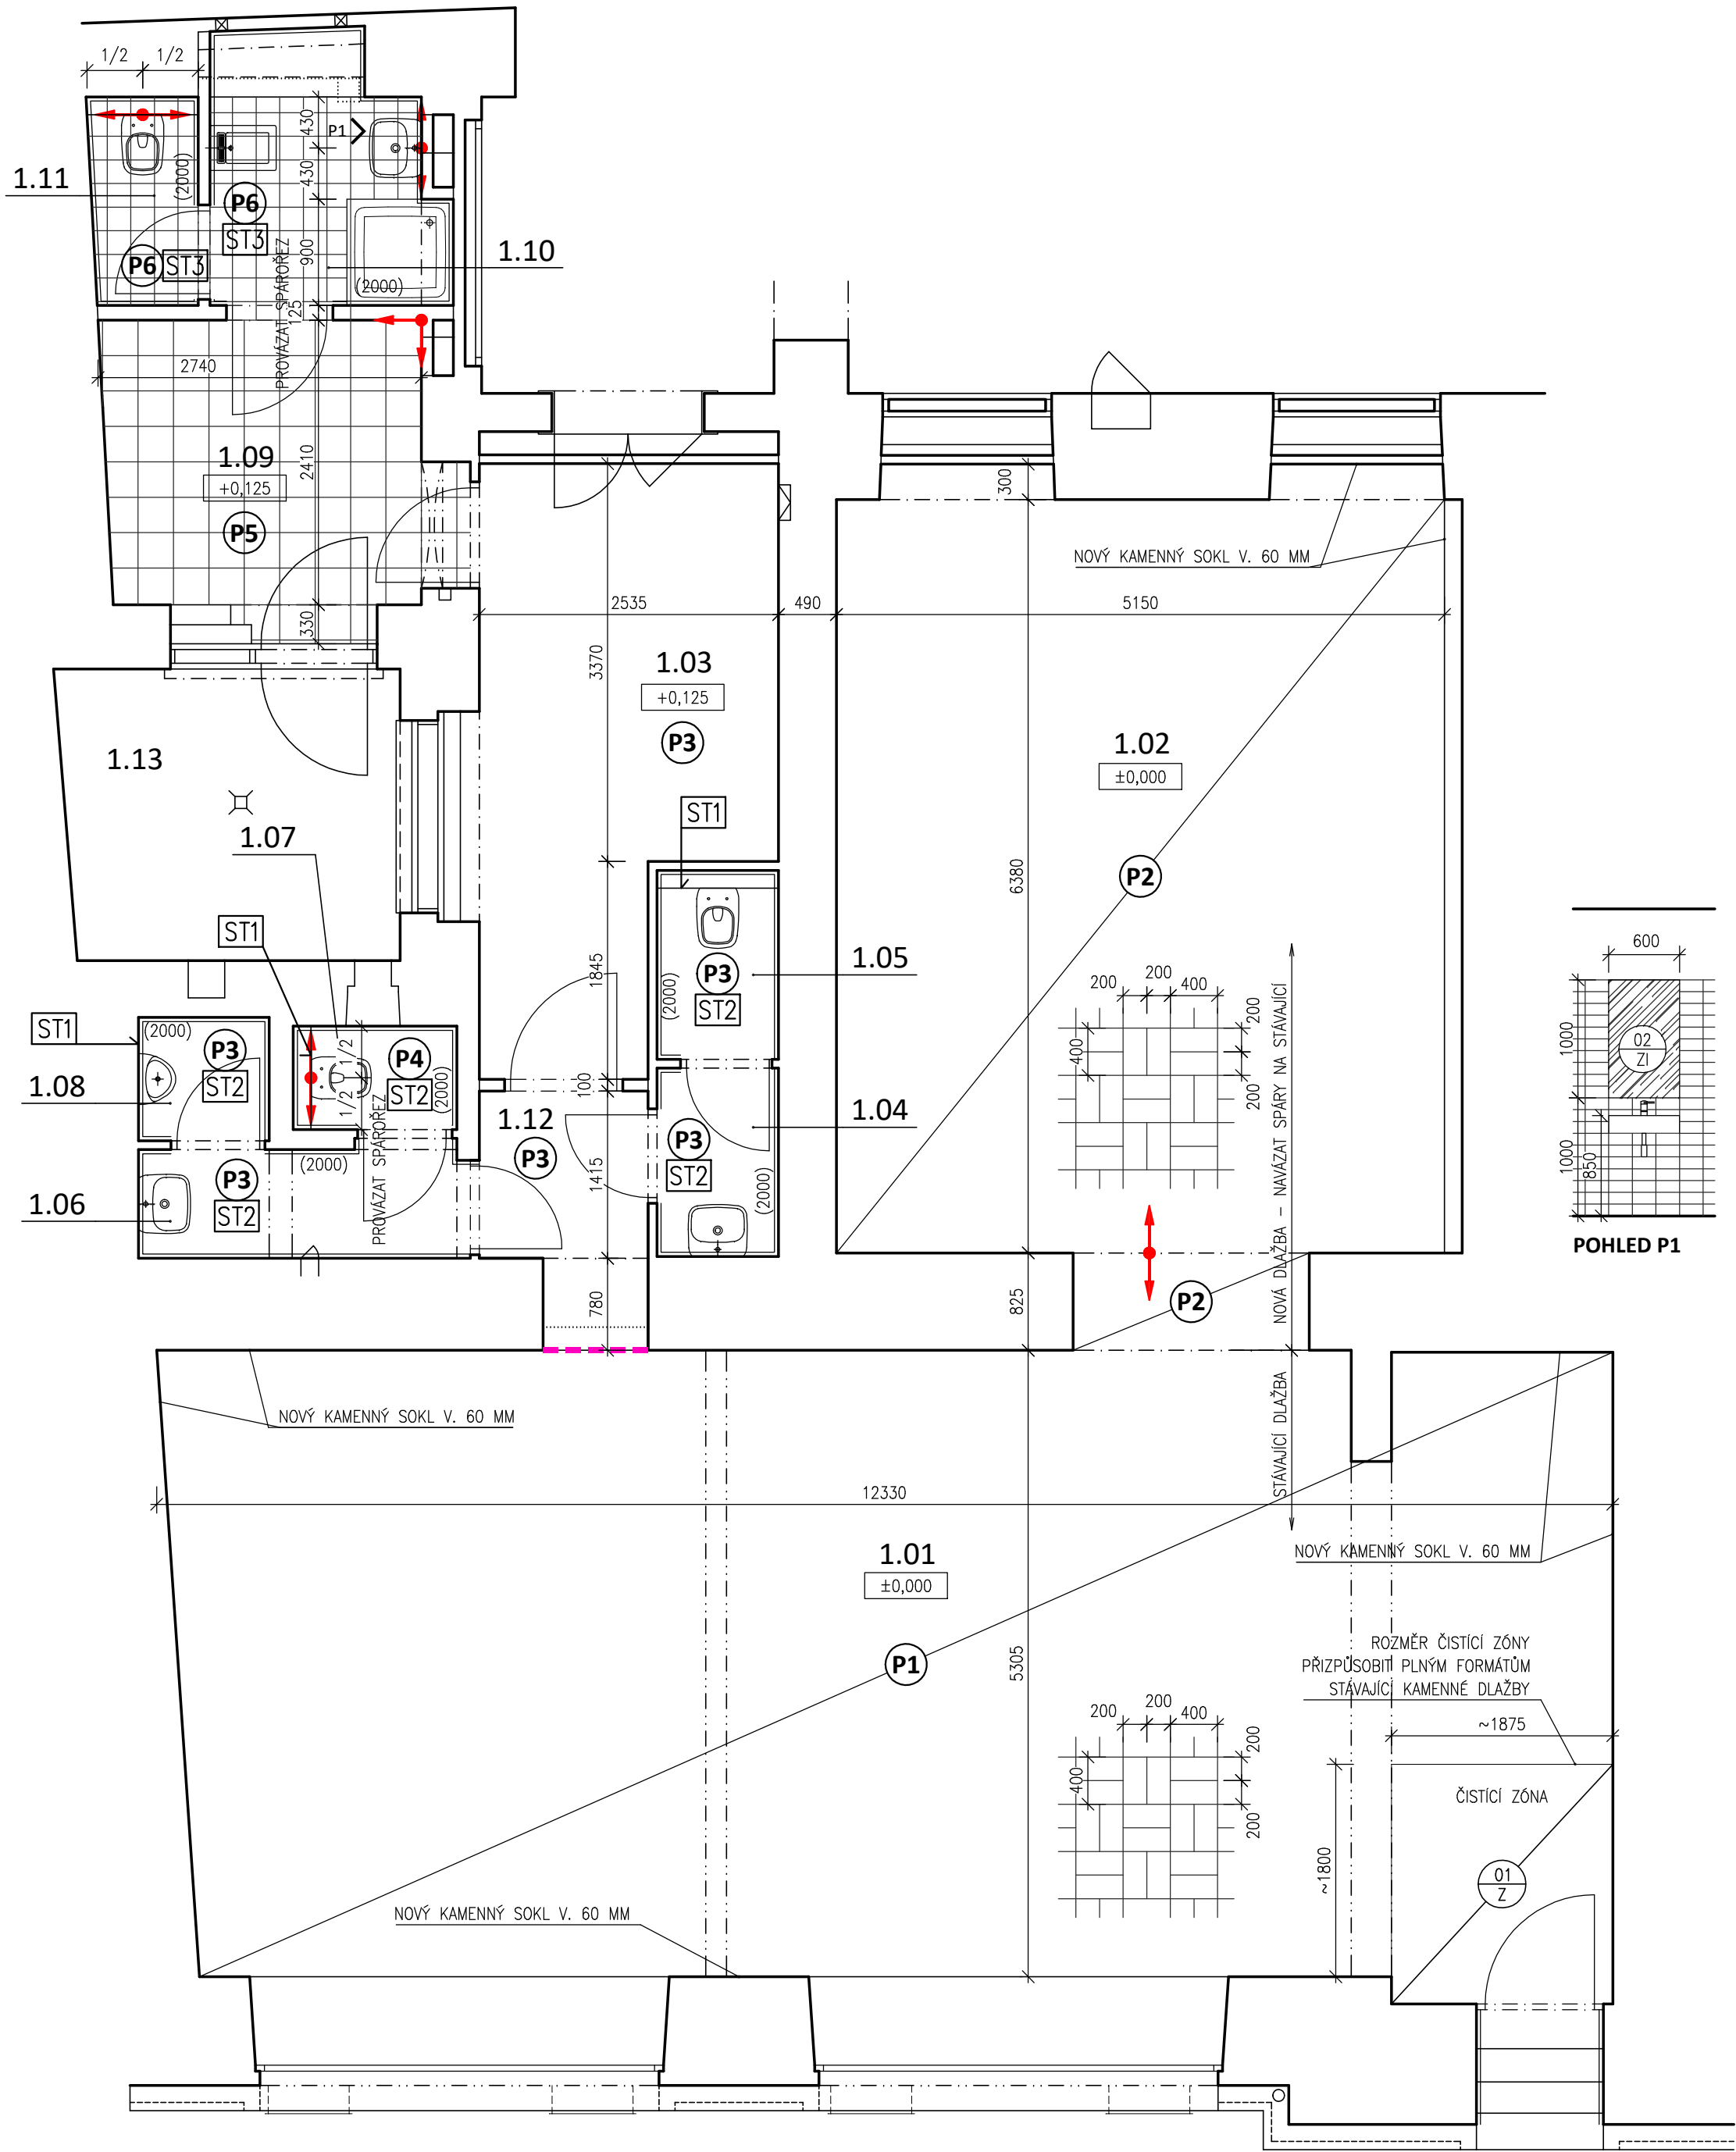 1/2
1/2
430
P1
(2000)
430
1.11
P6
ST3
1.10
P6
ST3
900
(2000)
PROVÁZAT SPÁROŘEZ
125
2740
1.09
+0,125
2410
P5
300
NOVÝ KAMENNÝ SOKL V. 60 MM
330
2535
490
5150
1.03
+0,125
3370
P3
1.02
±0,000
1.13
ST1
1.07
P2
6380
ST1
600
1.05
1845
P3
ST2
(2000)
200
200
400
200
400
200
NOVÁ DLAŽBA – NAVÁZAT SPÁRY NA STÁVAJÍCÍ
02
ZI
1000
1000
850
POHLED P1
ST1
(2000)
P3
ST2
1/2
1/2
P4
ST2
(2000)
1.08
100
1.12
P3
1.04
P3
ST2
(2000)
(2000)
PROVÁZAT SPÁROŘEZ
P3
ST2
1.06
1415
780
825
P2
STÁVAJÍCÍ DLAŽBA
NOVÝ KAMENNÝ SOKL V. 60 MM
12330
1.01
±0,000
NOVÝ KAMENNÝ SOKL V. 60 MM
P1
5305
ROZMĚR ČISTÍCÍ ZÓNY
PŘIZPŮSOBIT PLNÝM FORMÁTŮM
STÁVAJÍCÍ KAMENNÉ DLAŽBY
200
200
400
200
400
200
~1875
ČISTÍCÍ ZÓNA
~1800
01
Z
NOVÝ KAMENNÝ SOKL V. 60 MM